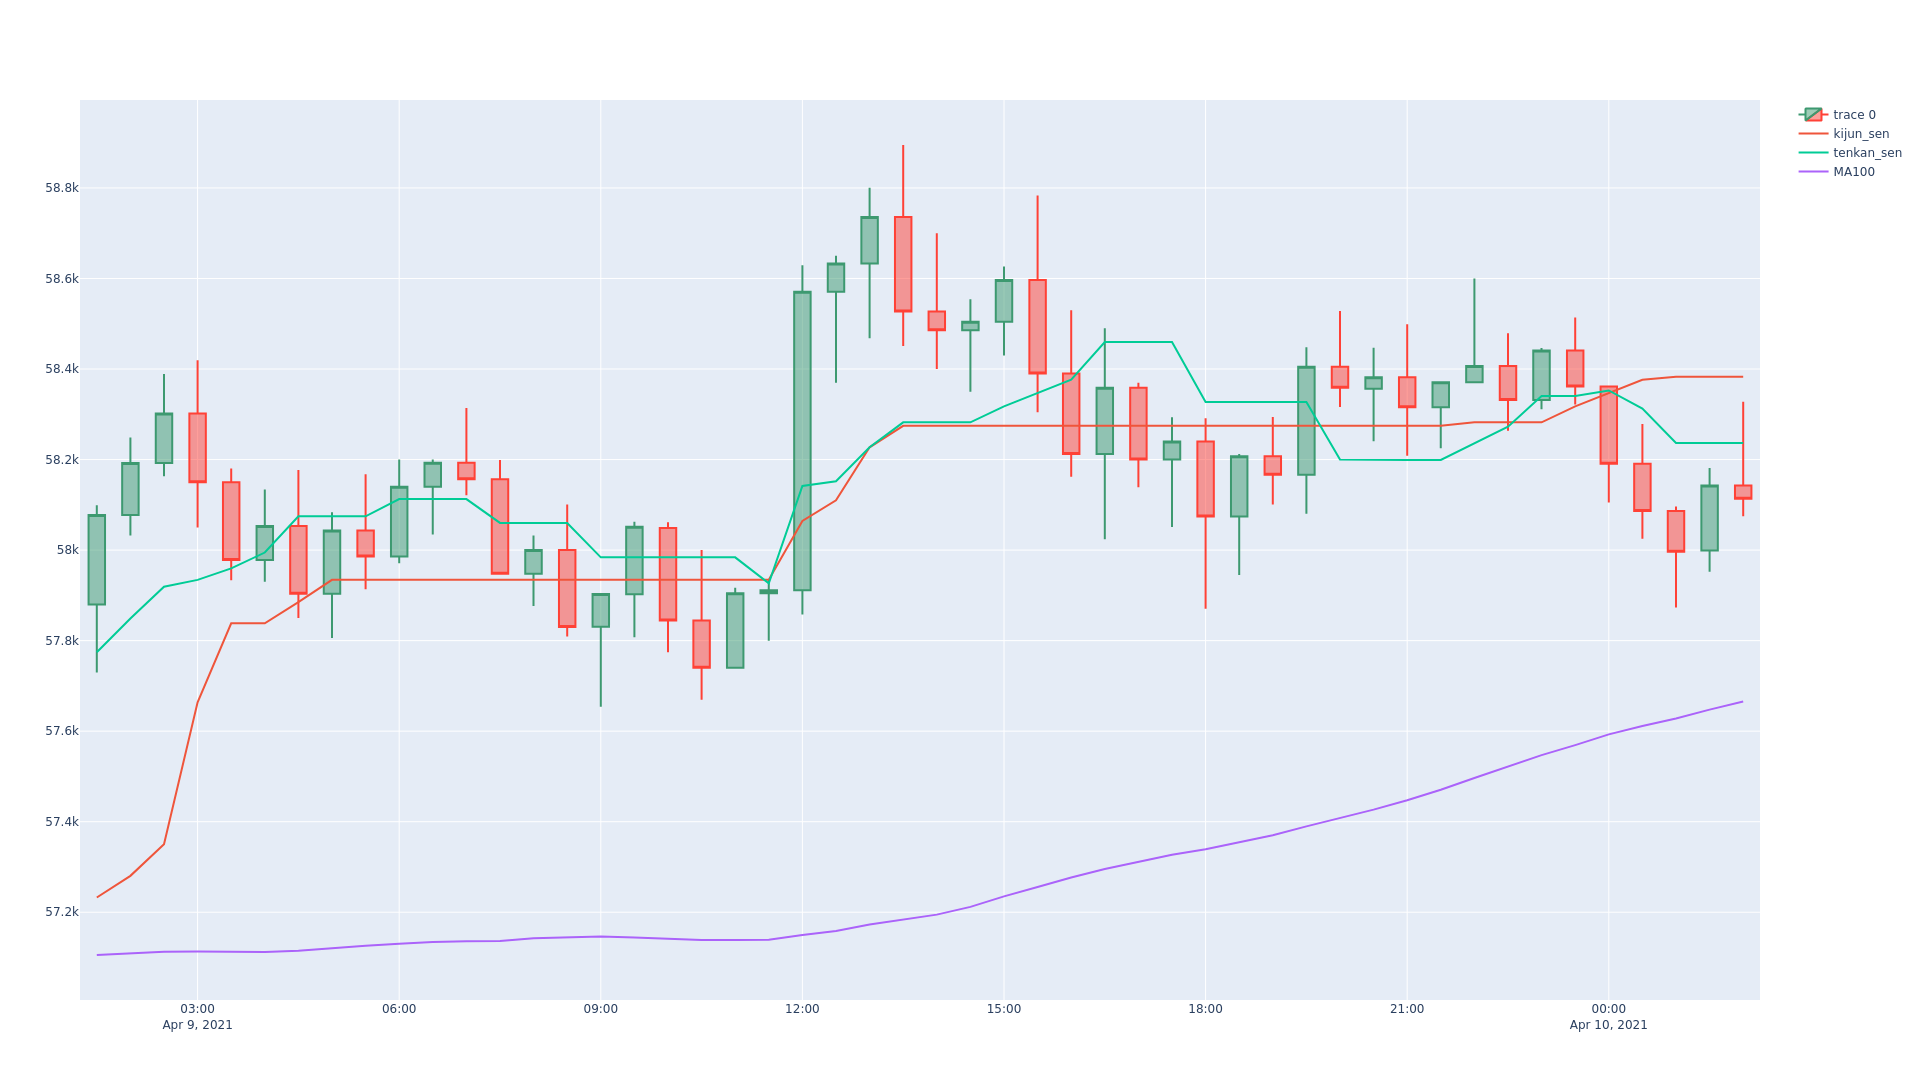 trace 0
kijun_sen
tenkan_sen
MA100
58.8k
58.6k
58.4k
58.2k
58k
57.8k
57.6k
57.4k
57.2k
03:00 06:00 09:00 12:00 15:00 18:00 21:00 00:00
Apr 9, 2021 Apr 10, 2021